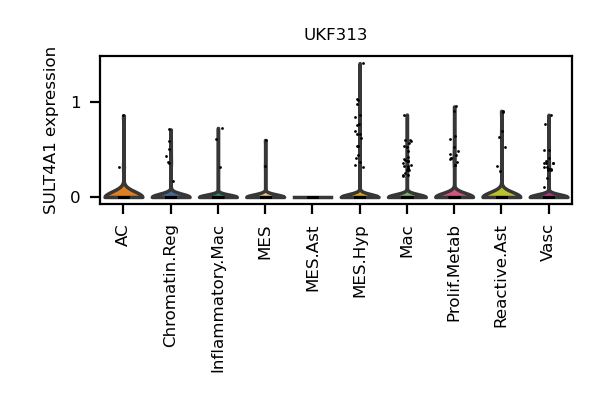 UKF313
SULT4A1 expression
1
0
AC
Chromatin.Reg
Inflammatory.Mac
MES
MES.Ast
MES.Hyp
Mac
Prolif.Metab
Reactive.Ast
Vasc